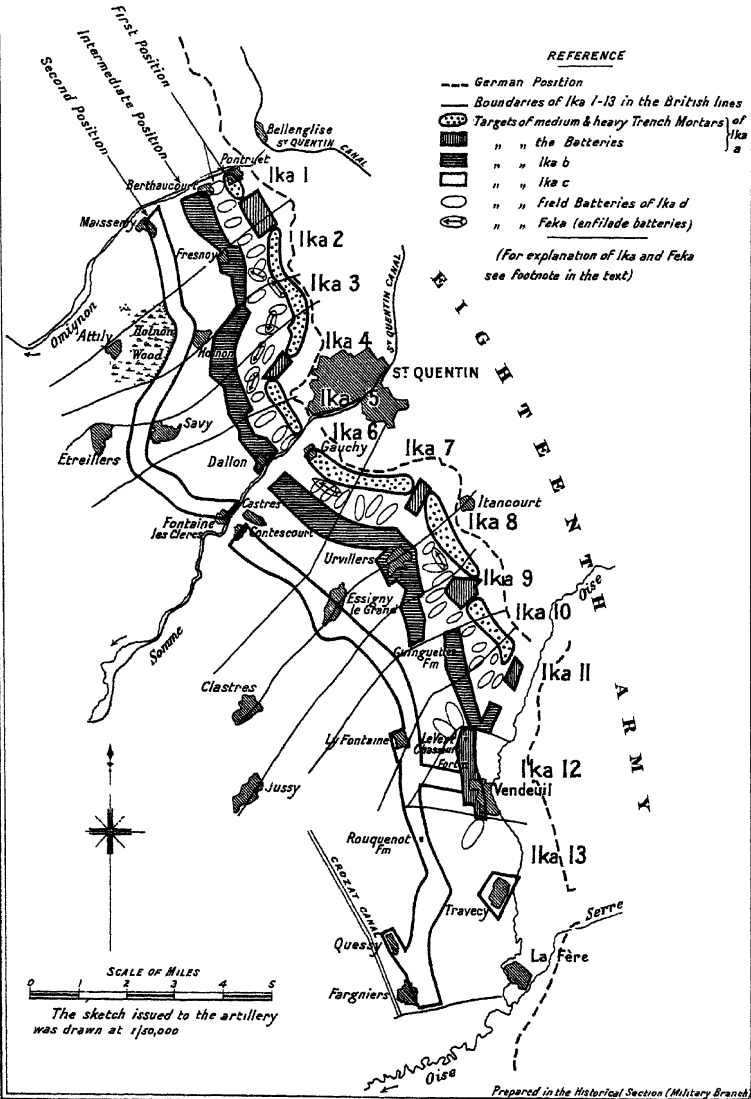 First Position
Intermediate Position
Second Position
REFERENCE
German Position
Boundaries of Ika 1-13 in the British lines
Targets of medium & heavy Trench Mortars } of Ika a
„ „ the Batteries
„ „ Ika b
„ „ Ika c
„ „ Field Batteries of Ika d
„ „ Feka (enfilade batteries)
(For explanation of Ika and Feka
see footnote in the text)
Bellenglise
ST QUENTIN CANAL
Pontruet
Ika 1
Berthaucourt
Maissemy
Ika 2
Fresnoy
Ika 3
ST QUENTIN CANAL
Omignon
Attily
Holnon
Wood
Holnon
Ika 4
ST QUENTIN
Ika 5
Savy
Ika 6
Etreillers
Gauchy
Ika 7
Dallon
Itancourt
Castres
Fontaine
les Clercs
Contescourt
Ika 8
Urvillers
Ika 9
Oise
Essigny
le Grand
Ika 10
Somme
Guinguette
Fm
Ika 11
Clastres
EIGHTEENTH ARMY
Ly Fontaine
Le Vert
Chasseur
Fort
Ika 12
Vendeuil
Jussy
Rouquenot
Fm
Ika 13
CROZAT CANAL
Travecy
Serre
Quessy
La Fère
Fargniers
SCALE OF MILES
0 1 2 3 4 5
The sketch issued to the artillery
was drawn at 1/50,000
Oise
Prepared in the Historical Section (Military Branch)